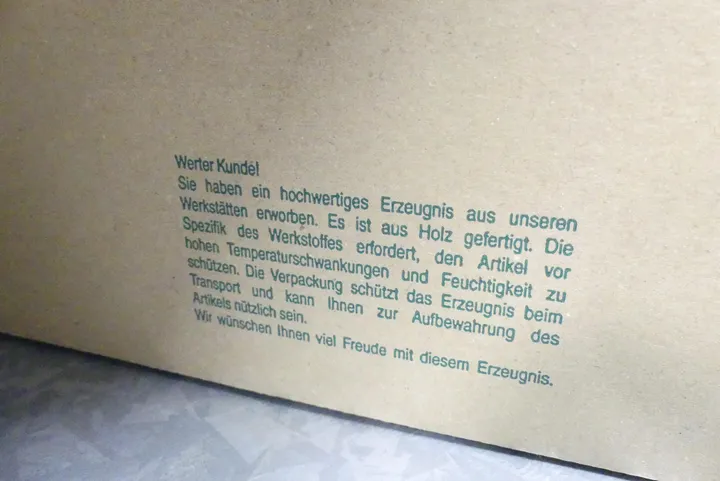 Werter Kunde!
Sie haben ein hochwertiges Erzeugnis aus unseren
Werkstätten erworben. Es ist aus Holz gefertigt. Die
Spezifik des Werkstoffes erfordert, den Artikel vor
hohen Temperaturschwankungen und Feuchtigkeit zu
schützen. Die Verpackung schützt das Erzeugnis beim
Transport und kann Ihnen zur Aufbewahrung des
Artikels nützlich sein.
Wir wünschen Ihnen viel Freude mit diesem Erzeugnis.